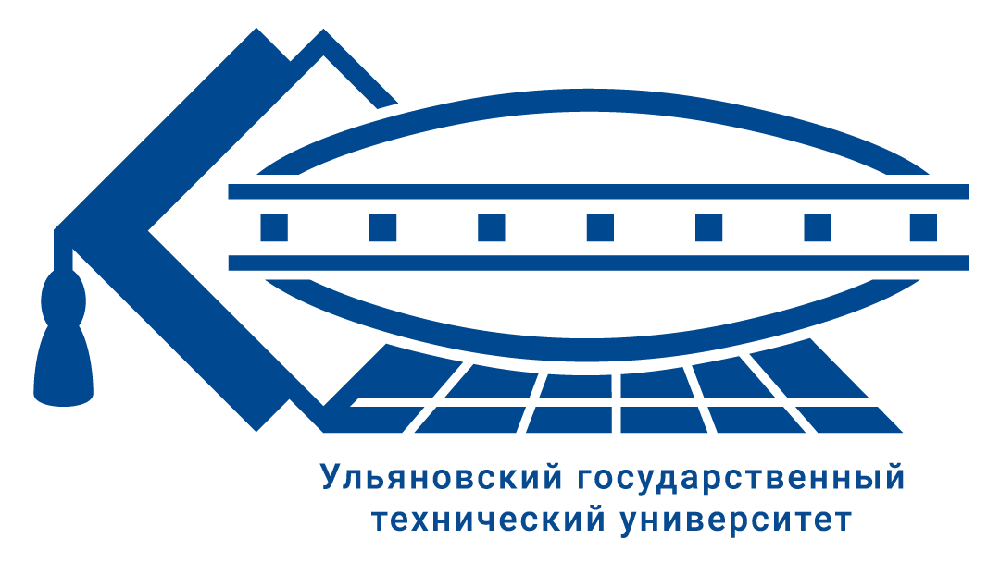 Ульяновский государственный
технический университет